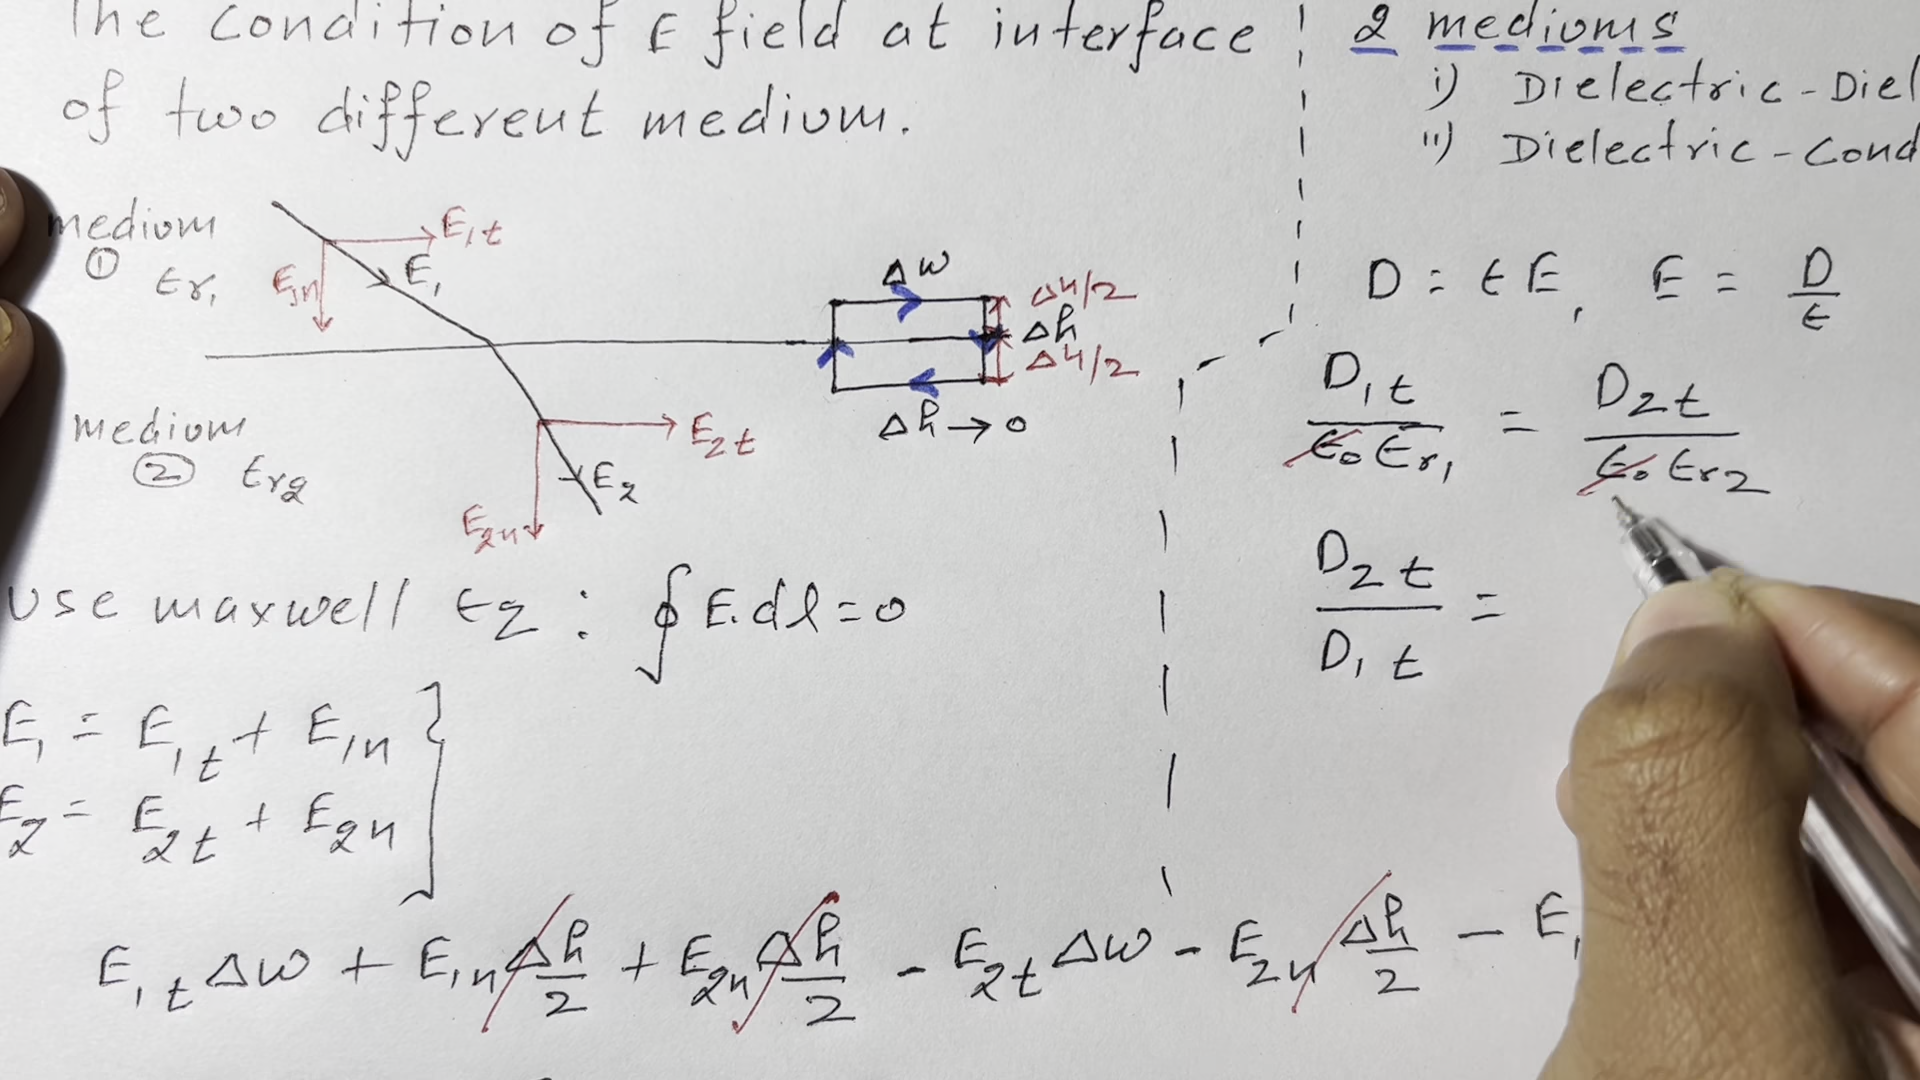 The condition of E field at interface
of two different medium.
medium
①
εr₁
E₁t
E₁n
E₁
Δw
Δh/2
Δh
Δh/2
Δh → 0
medium
② εr₂
E₂t
E₂
E₂n
use maxwell Eq : ∮ E.dl = 0
E₁ = E₁t + E₁n
E₂ = E₂t + E₂n
E₁t Δw + E₁n Δh/2 + E₂n Δh/2 - E₂t Δw - E₂n Δh/2 - E₁
2 mediums
i) Dielectric - Diel
ii) Dielectric - Cond
D = εE, E = D/ε
D₁t/ε₀εr₁ = D₂t/ε₀εr₂
D₂t/D₁t =